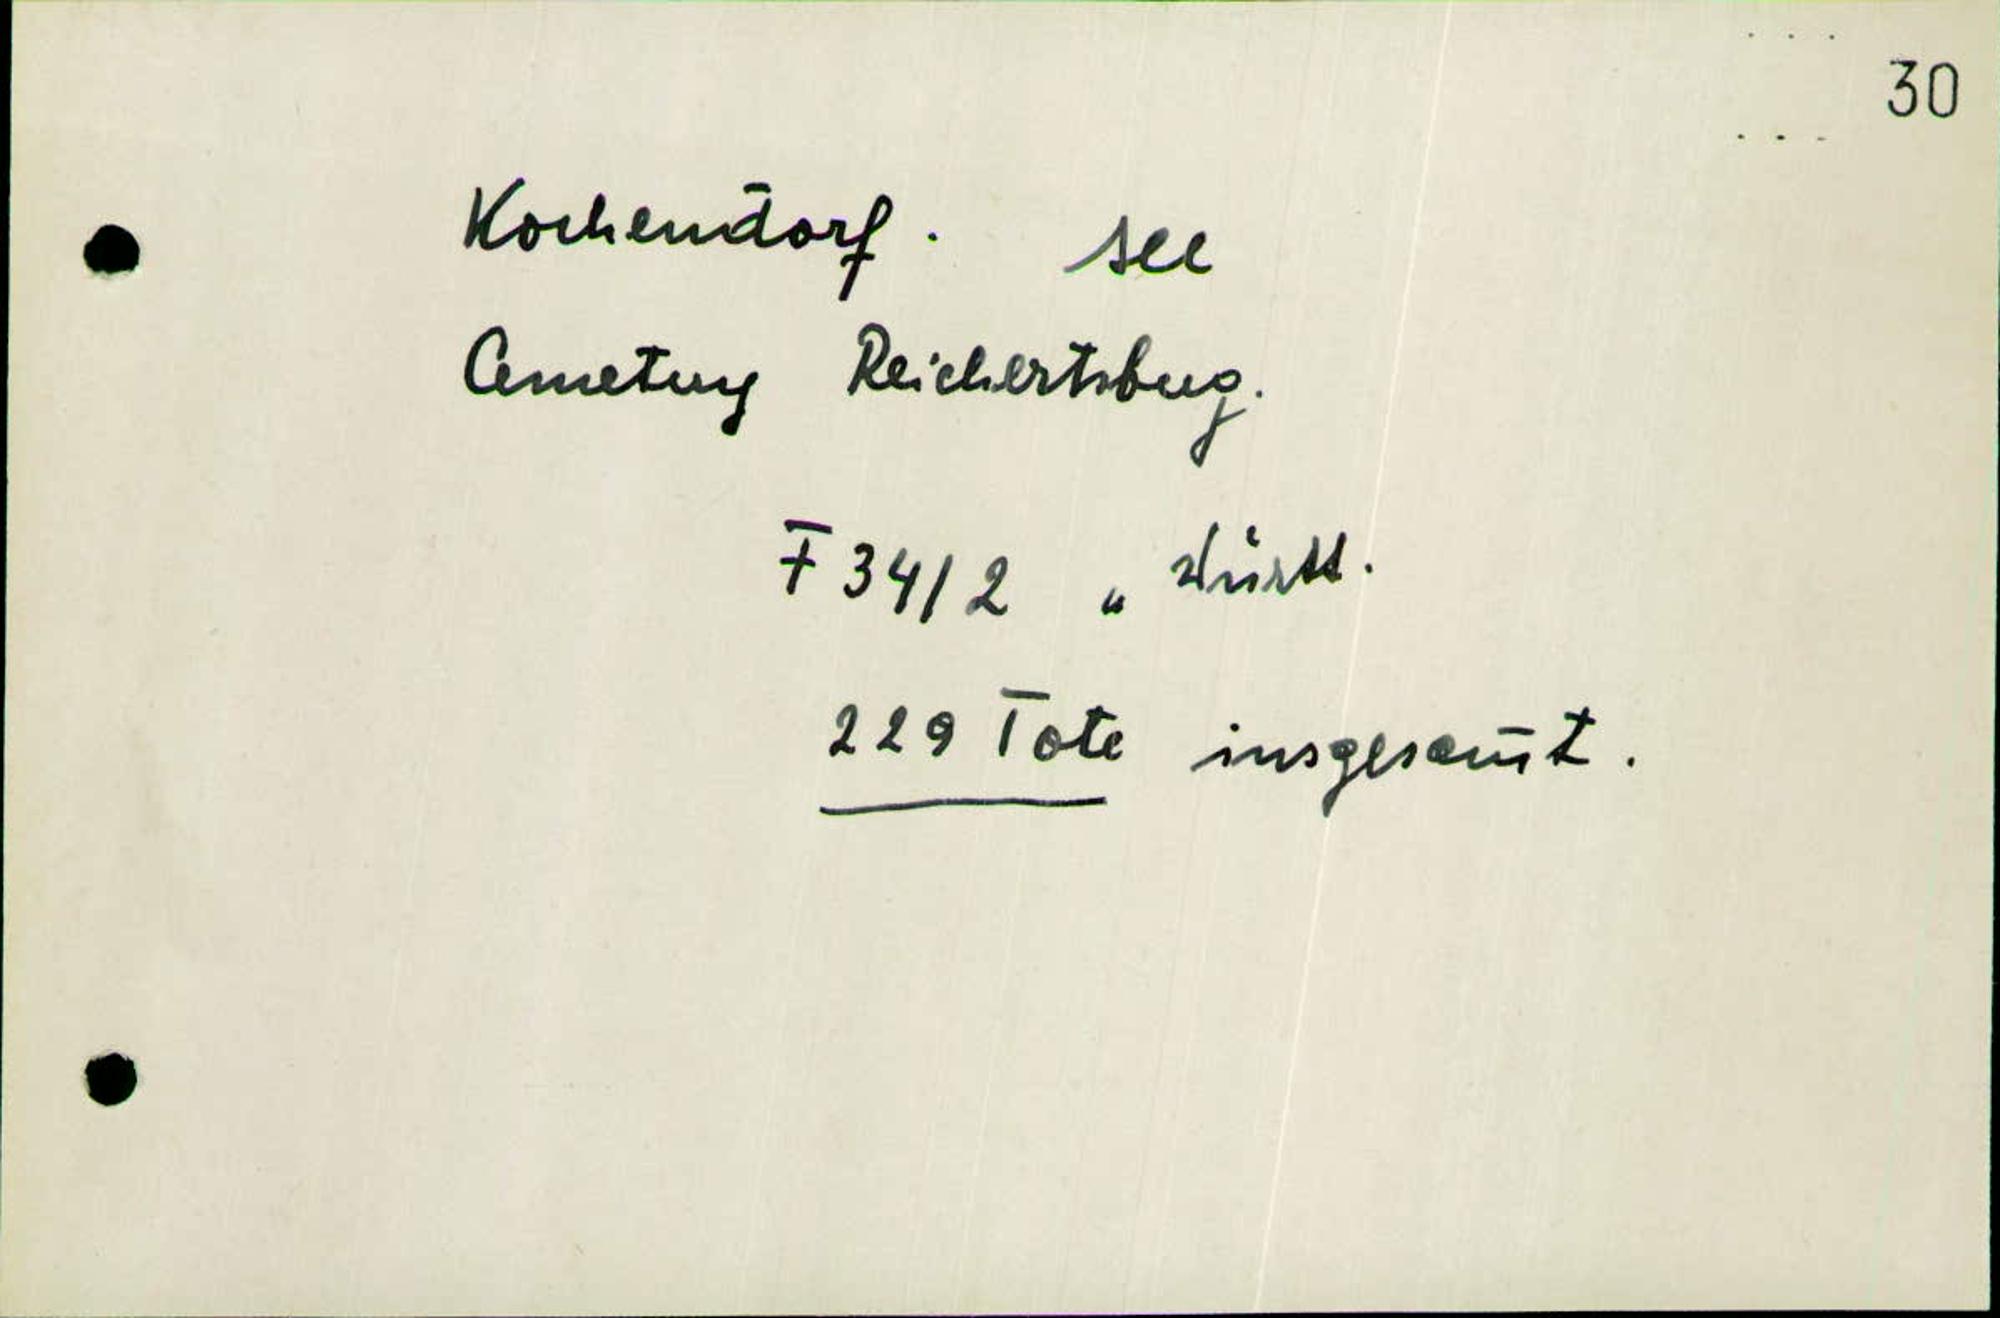 30
Kochendorf. see
Cemetery Reichertsberg.
F 34/2 " Württ.
229 Tote insgesamt.